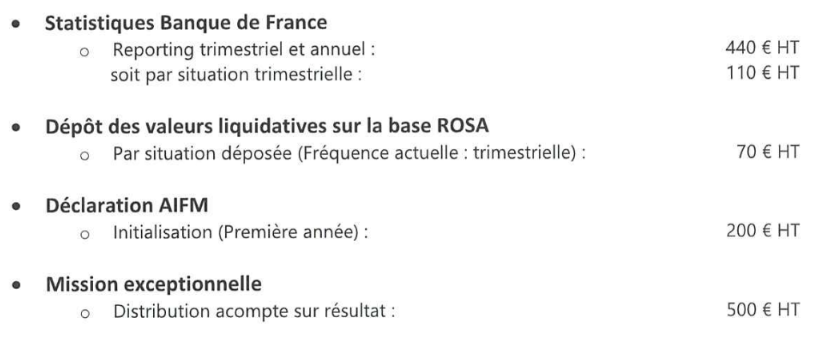 • Statistiques Banque de France
o Reporting trimestriel et annuel : 440 € HT
soit par situation trimestrielle : 110 € HT
• Dépôt des valeurs liquidatives sur la base ROSA
o Par situation déposée (Fréquence actuelle : trimestrielle) : 70 € HT
• Déclaration AIFM
o Initialisation (Première année) : 200 € HT
• Mission exceptionnelle
o Distribution acompte sur résultat : 500 € HT